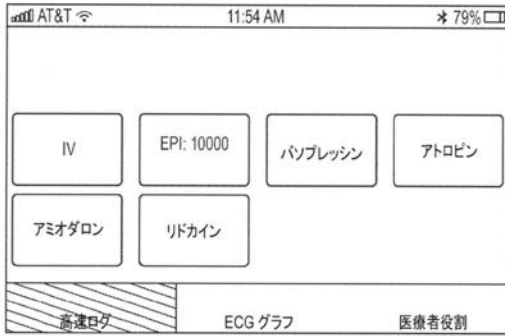 AT&T 11:54 AM 79%
IV EPI: 10000 バソプレッシン アトロピン
アミオダロン リドカイン
高速ログ ECG グラフ 医療者役割